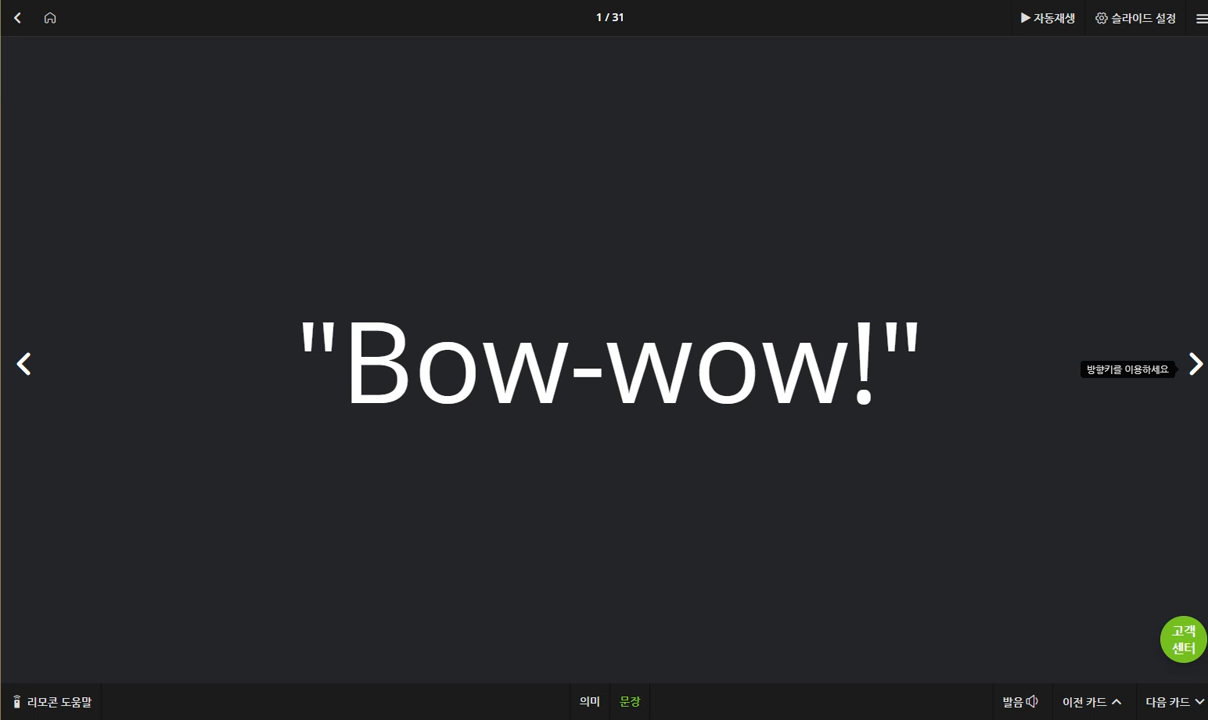 1 / 31
자동재생
슬라이드 설정
"Bow-wow!"
방향키를 이용하세요
고객
센터
리모콘 도움말
의미
문장
발음
이전 카드
다음 카드